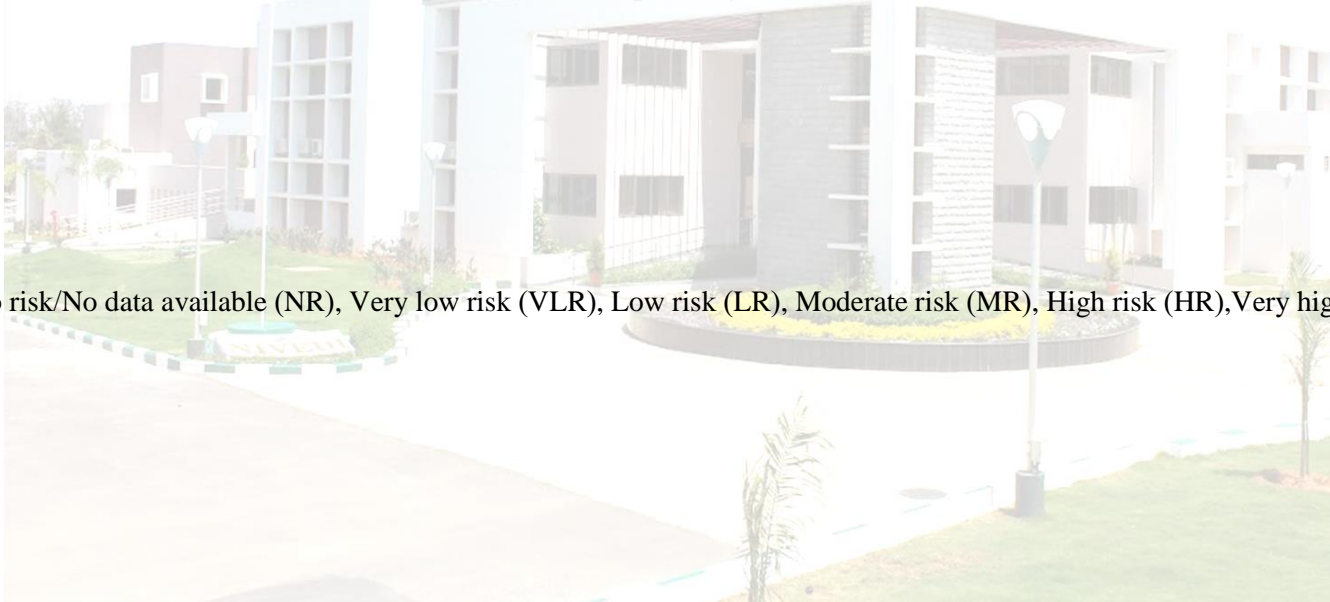 risk/No data available (NR), Very low risk (VLR), Low risk (LR), Moderate risk (MR), High risk (HR),Very
NIVEDI